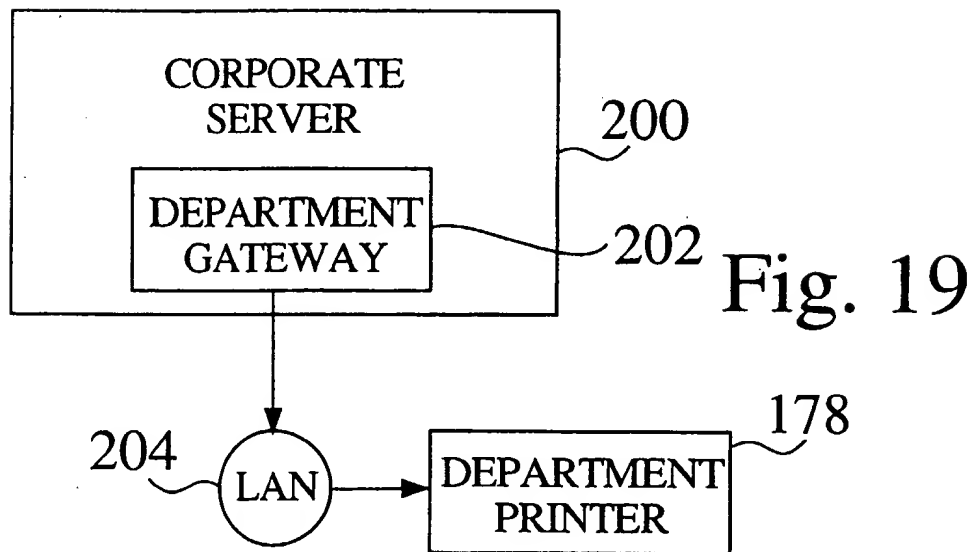 CORPORATE
SERVER
200
DEPARTMENT
GATEWAY
202
Fig. 19
204
LAN
178
DEPARTMENT
PRINTER